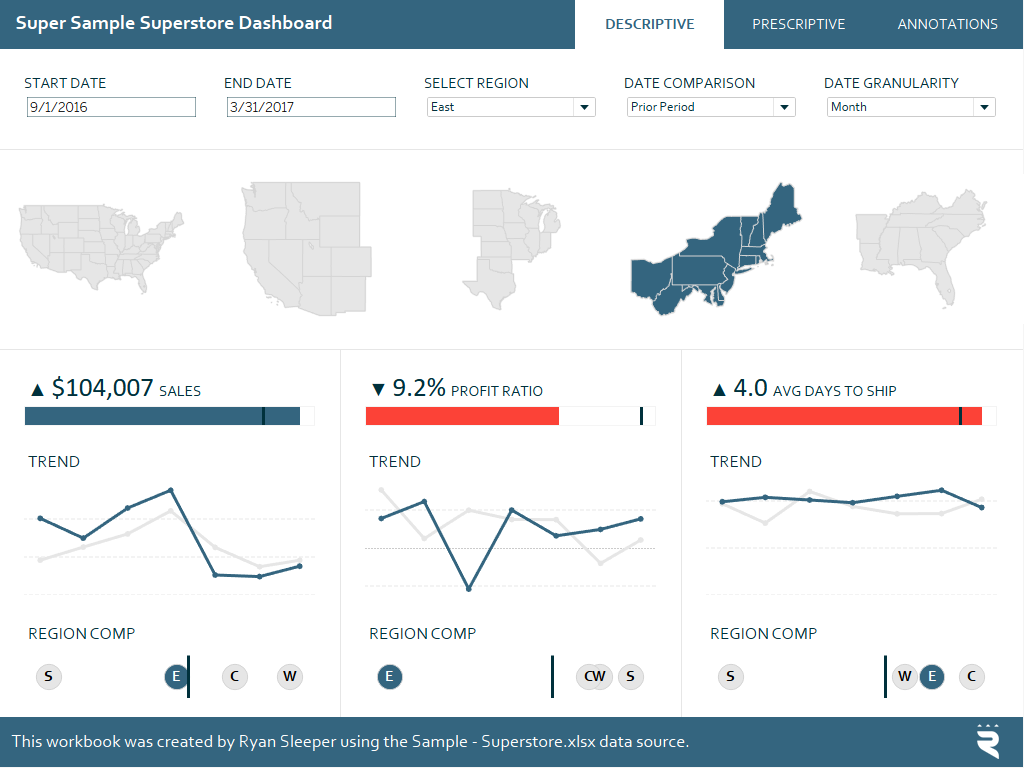 Super Sample Superstore Dashboard
DESCRIPTIVE
PRESCRIPTIVE
ANNOTATIONS
START DATE
END DATE
SELECT REGION
DATE COMPARISON
DATE GRANULARITY
9/1/2016
3/31/2017
East
Prior Period
Month
▲ $104,007 SALES
▼ 9.2% PROFIT RATIO
▲ 4.0 AVG DAYS TO SHIP
TREND
TREND
TREND
REGION COMP
REGION COMP
REGION COMP
S E C W
E C W S
S W E C
This workbook was created by Ryan Sleeper using the Sample - Superstore.xlsx data source.